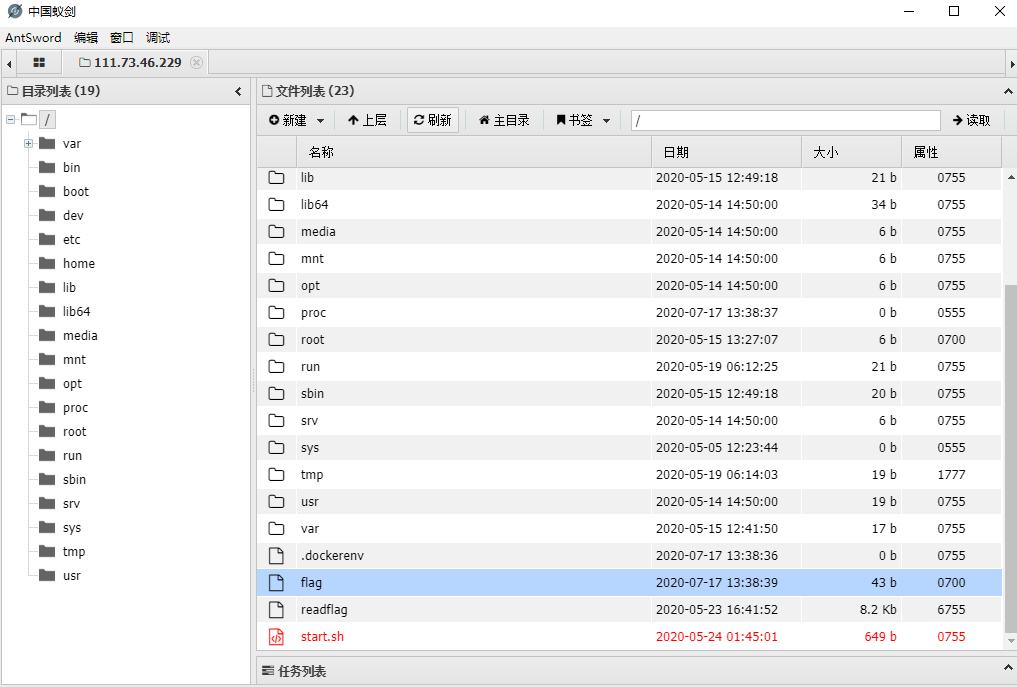 中国蚁剑
AntSword 编辑 窗口 调试
111.73.46.229
目录列表 (19)
/
var
bin
boot
dev
etc
home
lib
lib64
media
mnt
opt
proc
root
run
sbin
srv
sys
tmp
usr
文件列表 (23)
新建 上层 刷新 主目录 书签 / 读取
名称 日期 大小 属性
lib 2020-05-15 12:49:18 21 b 0755
lib64 2020-05-14 14:50:00 34 b 0755
media 2020-05-14 14:50:00 6 b 0755
mnt 2020-05-14 14:50:00 6 b 0755
opt 2020-05-14 14:50:00 6 b 0755
proc 2020-07-17 13:38:37 0 b 0555
root 2020-05-15 13:27:07 6 b 0700
run 2020-05-19 06:12:25 21 b 0755
sbin 2020-05-15 12:49:18 20 b 0755
srv 2020-05-14 14:50:00 6 b 0755
sys 2020-05-05 12:23:44 0 b 0555
tmp 2020-05-19 06:14:03 19 b 1777
usr 2020-05-14 14:50:00 19 b 0755
var 2020-05-15 12:41:50 17 b 0755
.dockerenv 2020-07-17 13:38:36 0 b 0755
flag 2020-07-17 13:38:39 43 b 0700
readflag 2020-05-23 16:41:52 8.2 Kb 6755
start.sh 2020-05-24 01:45:01 649 b 0755
任务列表